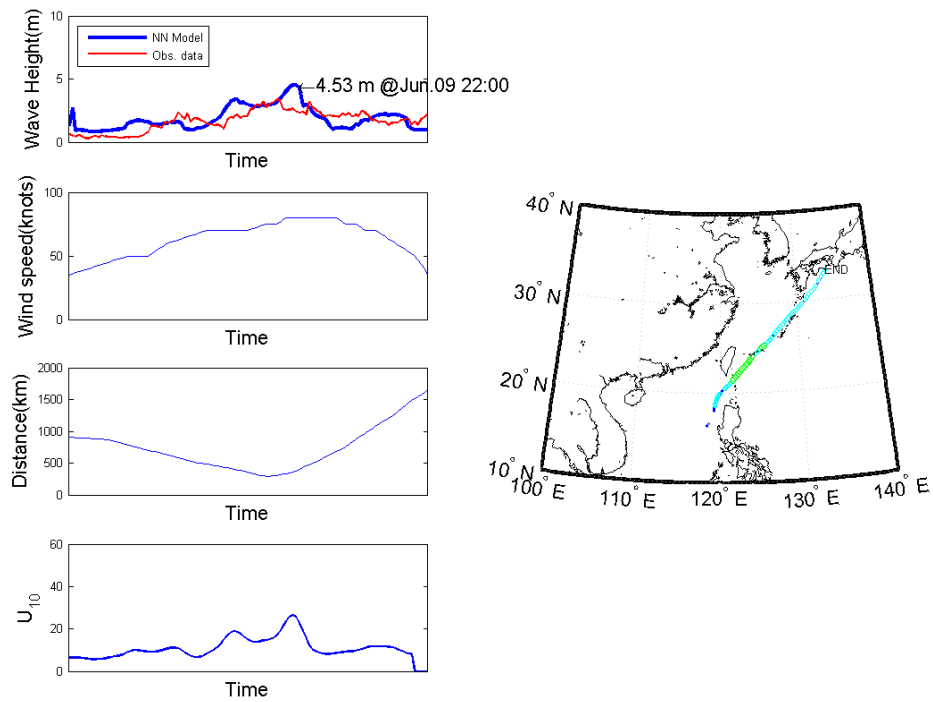 10
5
0
Wave Height(m)
NN Model
Obs. data
4.53 m @Jun.09 22:00
Time
100
50
0
Wind speed(knots)
Time
2000
1500
1000
500
0
Distance(km)
Time
60
40
20
0
U10
Time
40° N
30° N
20° N
10° N
100° E
110° E
120° E
130° E
140° E
END